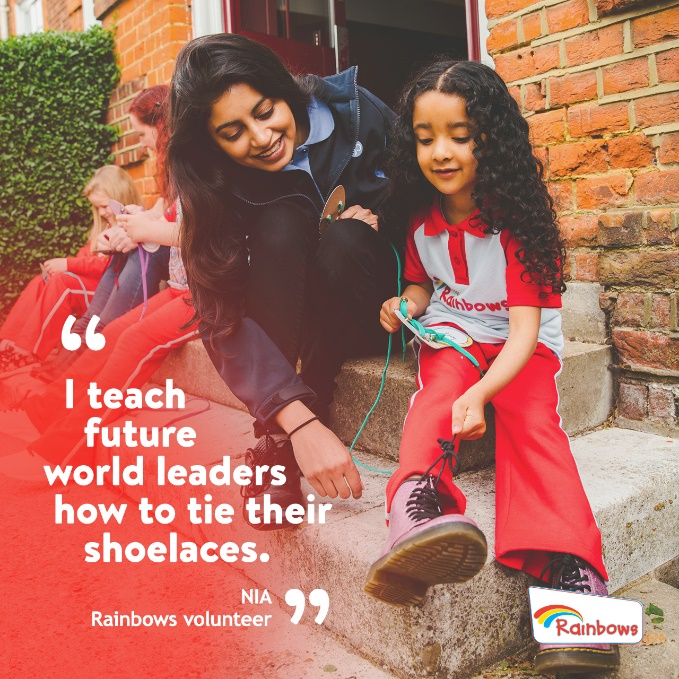 Rainbows
“
I teach
future
world leaders
how to tie their
shoelaces.
NIA
Rainbows volunteer
”
Rainbows